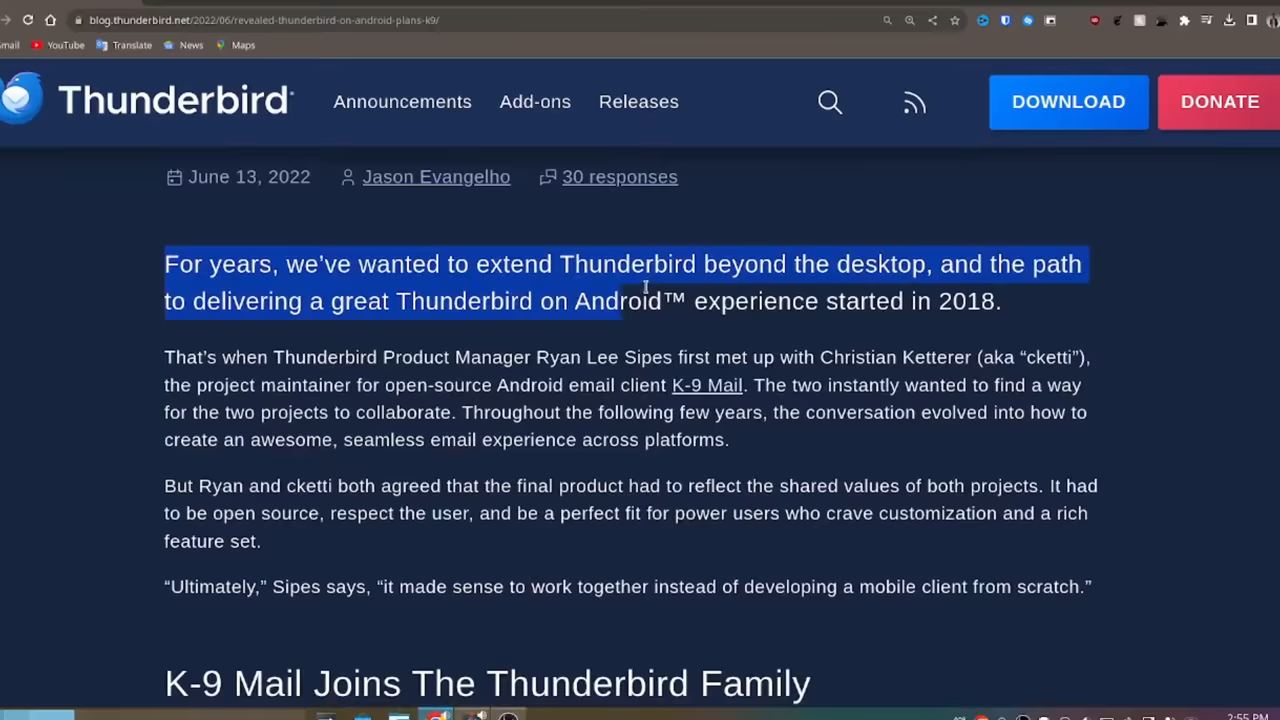 blog.thunderbird.net/2022/06/revealed-thunderbird-on-android-plans-k9/
mail YouTube Translate News Maps
Thunderbird Announcements Add-ons Releases DOWNLOAD DONATE
June 13, 2022 Jason Evangelho 30 responses
For years, we’ve wanted to extend Thunderbird beyond the desktop, and the path
to delivering a great Thunderbird on Android™ experience started in 2018.
That’s when Thunderbird Product Manager Ryan Lee Sipes first met up with Christian Ketterer (aka “cketti”),
the project maintainer for open-source Android email client K-9 Mail. The two instantly wanted to find a way
for the two projects to collaborate. Throughout the following few years, the conversation evolved into how to
create an awesome, seamless email experience across platforms.
But Ryan and cketti both agreed that the final product had to reflect the shared values of both projects. It had
to be open source, respect the user, and be a perfect fit for power users who crave customization and a rich
feature set.
“Ultimately,” Sipes says, “it made sense to work together instead of developing a mobile client from scratch.”
K-9 Mail Joins The Thunderbird Family
2:55 PM